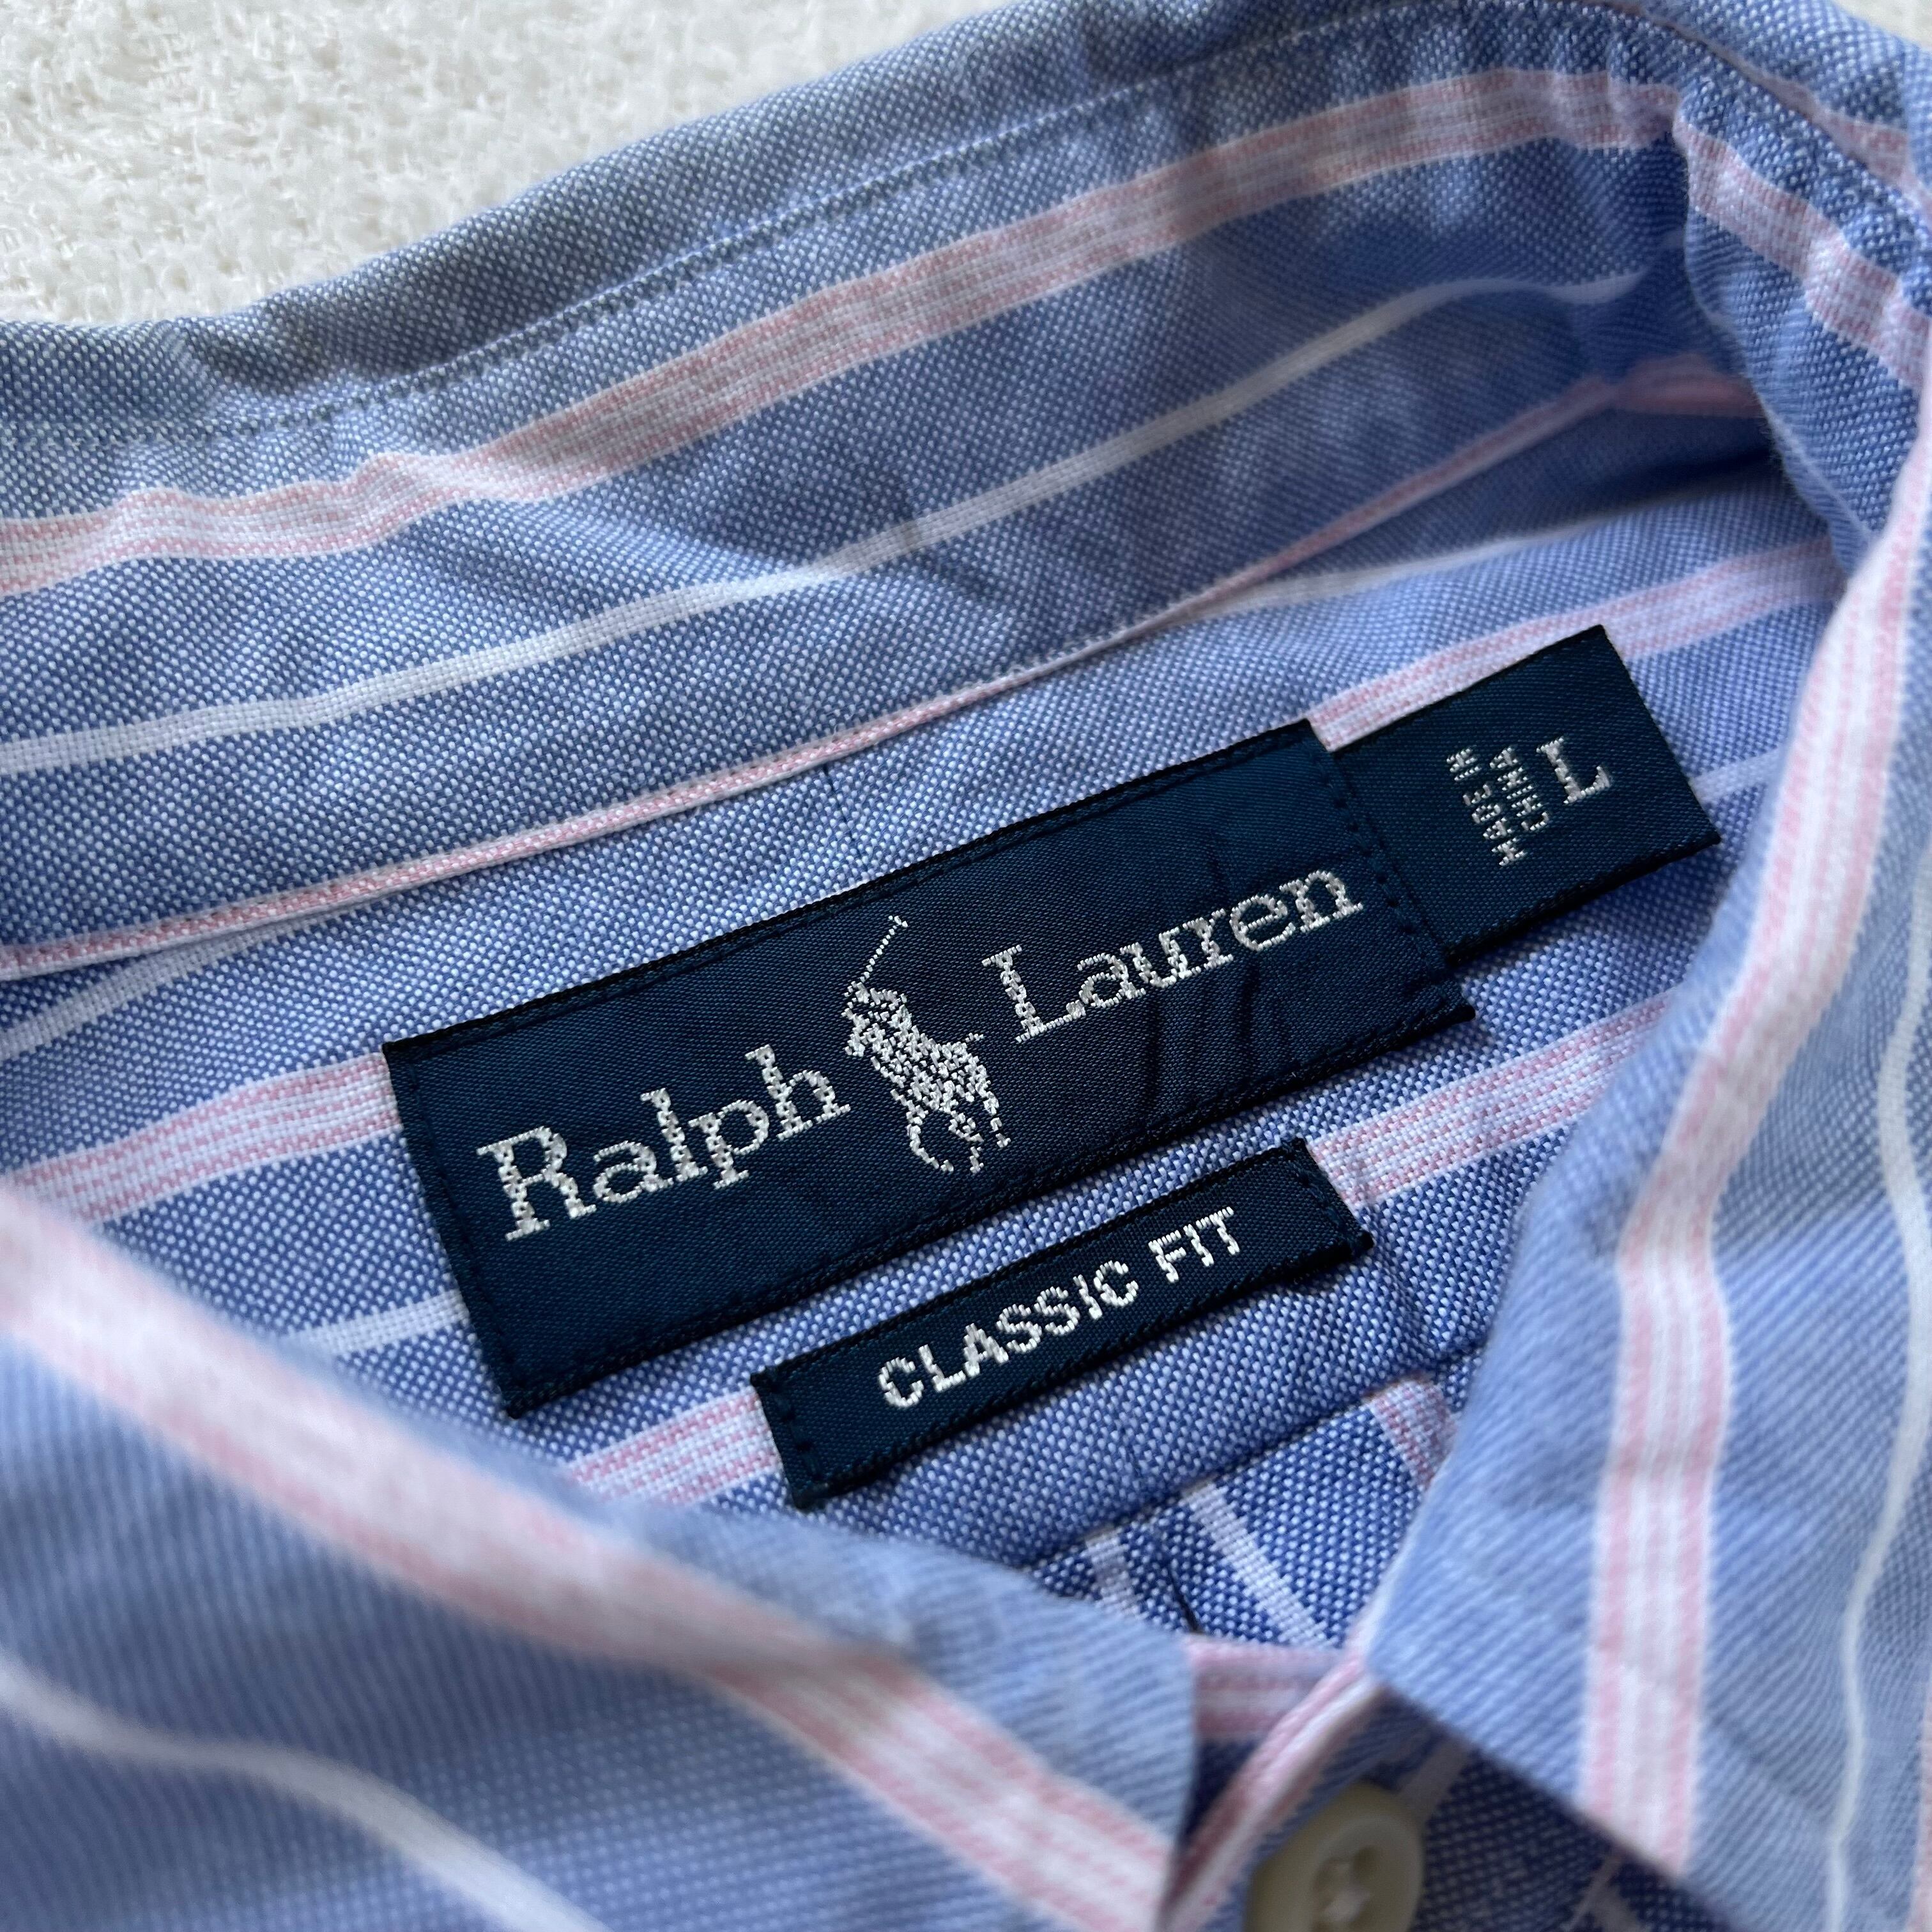 Ralph Lauren
MADE IN
CHINA
L
CLASSIC FIT